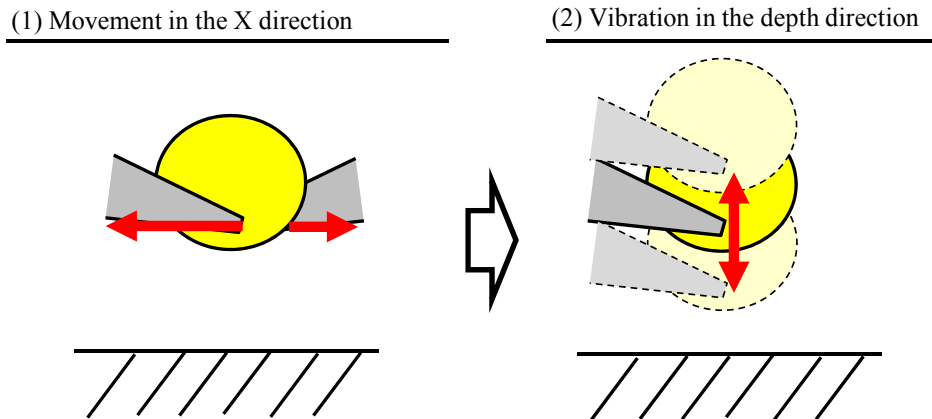 (1) Movement in the X direction
(2) Vibration in the depth direction